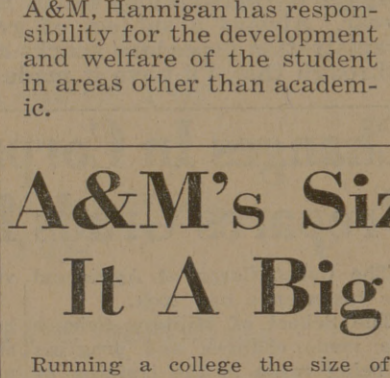 A&M, Hannigan has respon-
sibility for the development
and welfare of the student
in areas other than academ-
ic.
A&M's Siz
It A Big
Running a college the size of